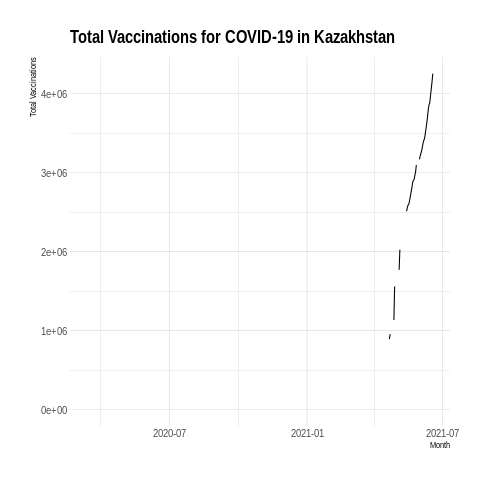 Total Vaccinations for COVID-19 in Kazakhstan
Total Vaccinations
4e+06
3e+06
2e+06
1e+06
0e+00
2020-07
2021-01
2021-07
Month